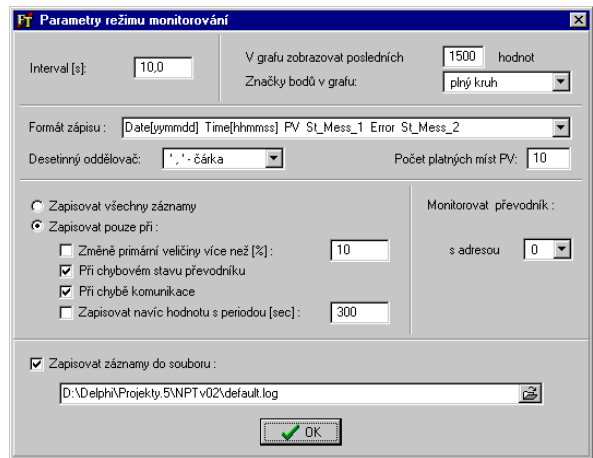 PT Parametry režimu monitorování
Interval [s]: 10,0
V grafu zobrazovat posledních 1500 hodnot
Značky bodů v grafu: plný kruh
Formát zápisu : Date[yymmdd] Time[hhmmss] PV St_Mess_1 Error St_Mess_2
Desetinný oddělovač: ' , ' - čárka Počet platných míst PV: 10
Zapisovat všechny záznamy
Zapisovat pouze při :
Změně primární veličiny více než [%] : 10
Při chybovém stavu převodníku
Při chybě komunikace
Zapisovat navíc hodnotu s periodou [sec] : 300
Monitorovat převodník :
s adresou 0
Zapisovat záznamy do souboru :
D:\Delphi\Projekty.5\NPTv02\default.log
OK